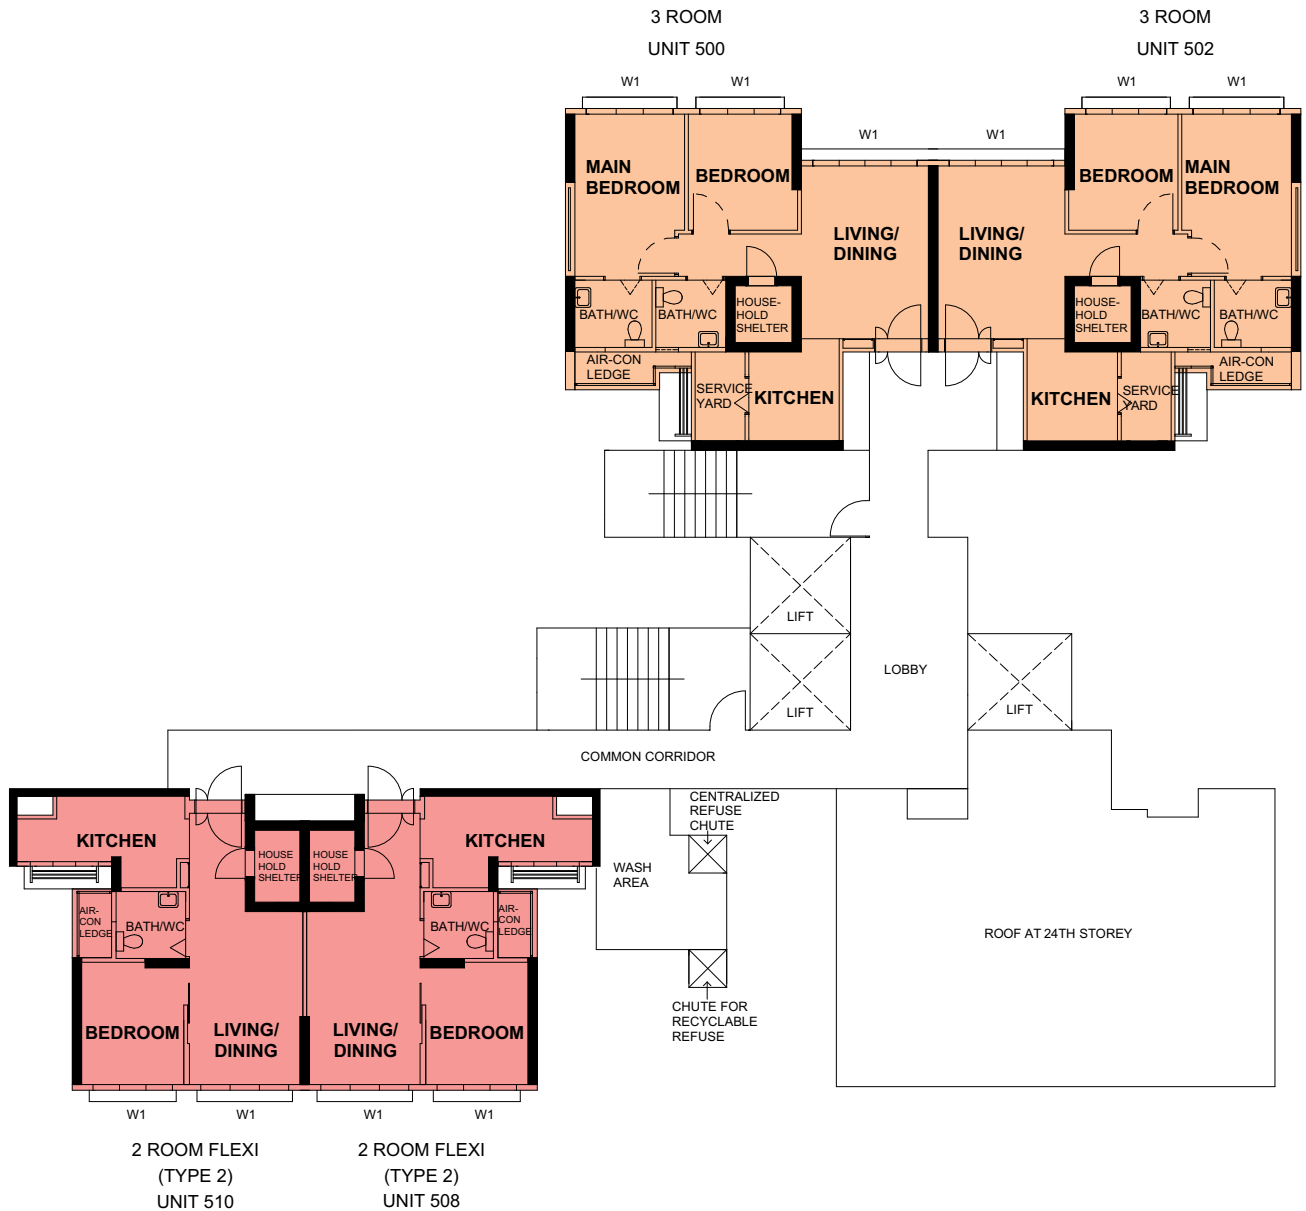 3 ROOM
UNIT 500
3 ROOM
UNIT 502
W1
W1
W1
W1
W1
W1
MAIN
BEDROOM
BEDROOM
LIVING/
DINING
LIVING/
DINING
BEDROOM
MAIN
BEDROOM
BATH/WC
BATH/WC
HOUSE-
HOLD
SHELTER
HOUSE-
HOLD
SHELTER
BATH/WC
BATH/WC
AIR-CON
LEDGE
SERVICE
YARD
KITCHEN
KITCHEN
SERVICE
YARD
AIR-CON
LEDGE
LIFT
LIFT
LOBBY
LIFT
COMMON CORRIDOR
CENTRALIZED
REFUSE
CHUTE
WASH
AREA
CHUTE FOR
RECYCLABLE
REFUSE
ROOF AT 24TH STOREY
KITCHEN
HOUSE
HOLD
SHELTER
HOUSE
HOLD
SHELTER
KITCHEN
AIR-
CON
LEDGE
BATH/WC
BATH/WC
AIR-
CON
LEDGE
BEDROOM
LIVING/
DINING
LIVING/
DINING
BEDROOM
W1
W1
W1
W1
2 ROOM FLEXI
(TYPE 2)
UNIT 510
2 ROOM FLEXI
(TYPE 2)
UNIT 508